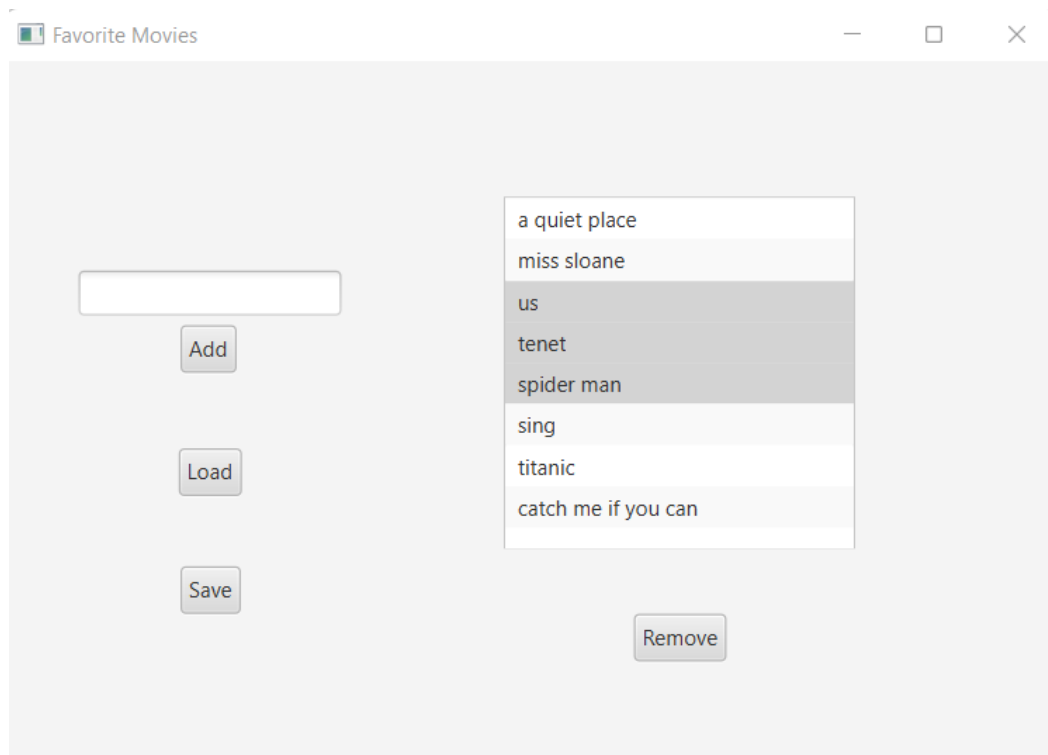 Favorite Movies
Add
Load
Save
a quiet place
miss sloane
us
tenet
spider man
sing
titanic
catch me if you can
Remove